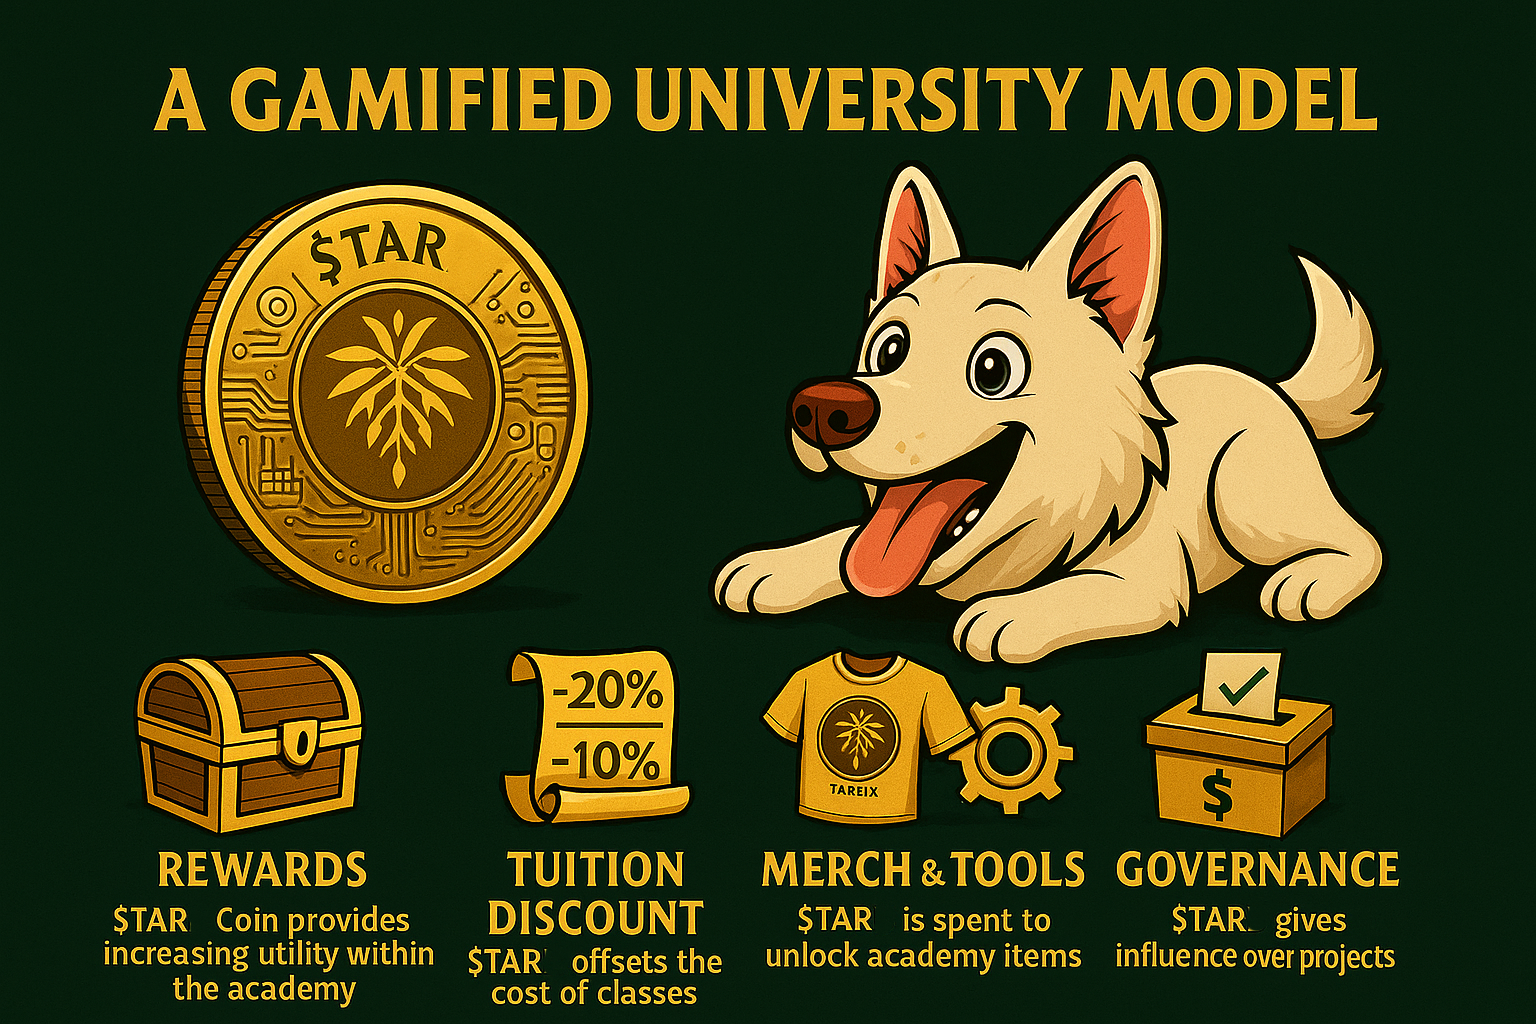 A GAMIFIED UNIVERSITY MODEL
$TAR
-20%
-10%
TAREIX
$
REWARDS
$TAR Coin provides
increasing utility within
the academy
TUITION
DISCOUNT
$TAR offsets the
cost of classes
MERCH & TOOLS
$TAR is spent to
unlock academy items
GOVERNANCE
$TAR gives
influence over projects